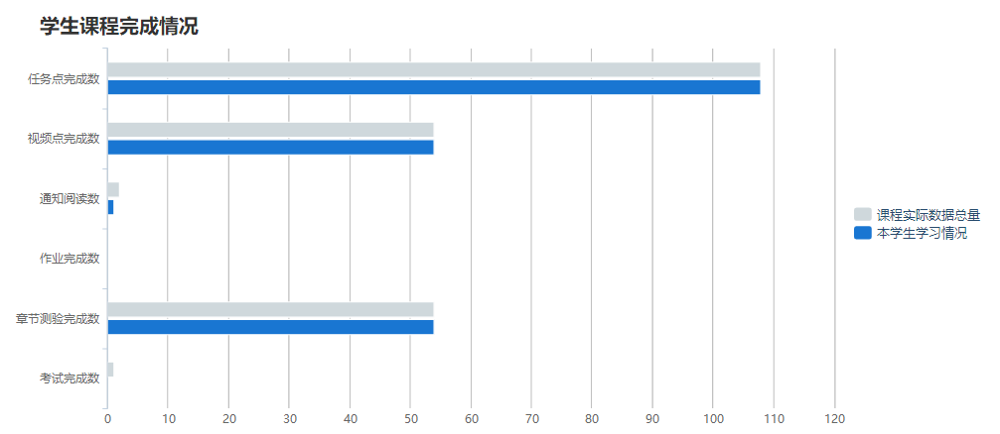 学生课程完成情况
任务点完成数
视频点完成数
通知阅读数
作业完成数
章节测验完成数
考试完成数
0 10 20 30 40 50 60 70 80 90 100 110 120
课程实际数据总量
本学生学习情况